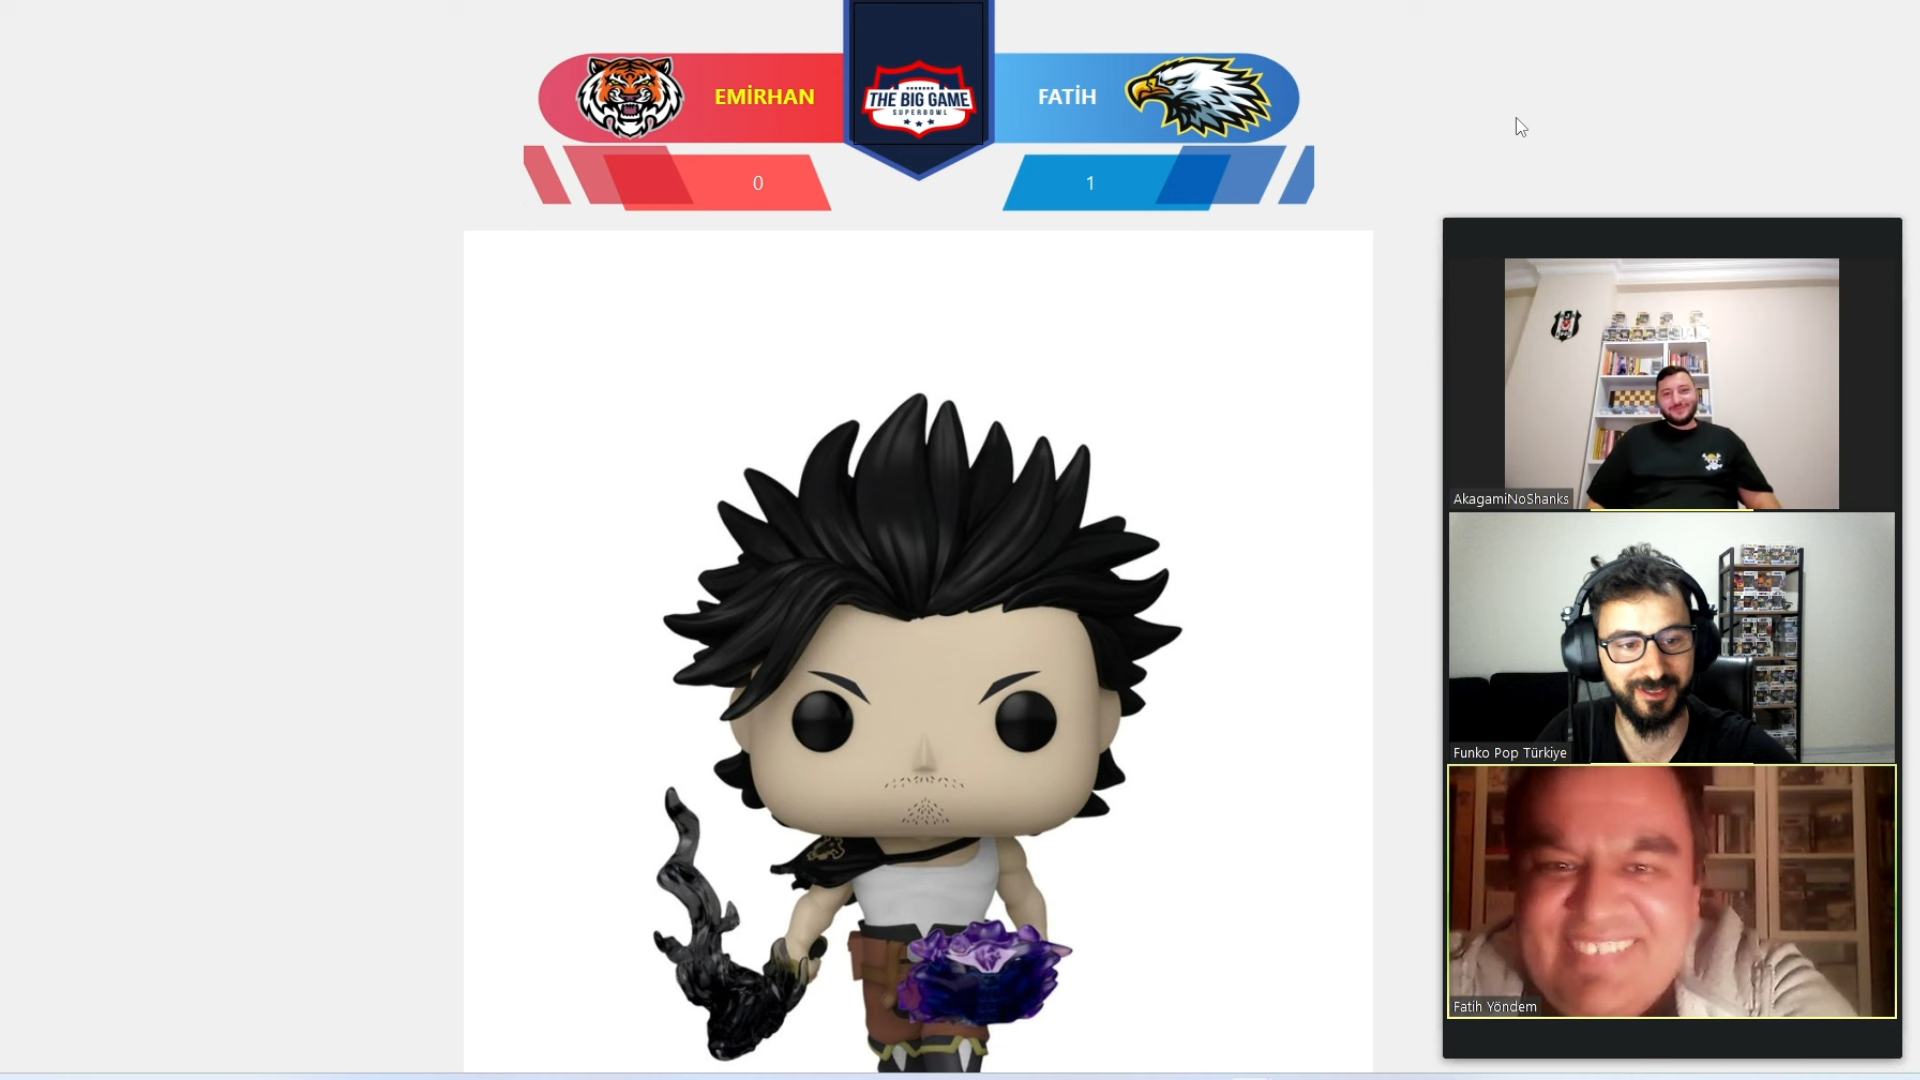 EMİRHAN
THE BIG GAME
SUPERBOWL
FATİH
0
1
AkagamiNoShanks
Funko Pop Türkiye
Fatih Yöndem